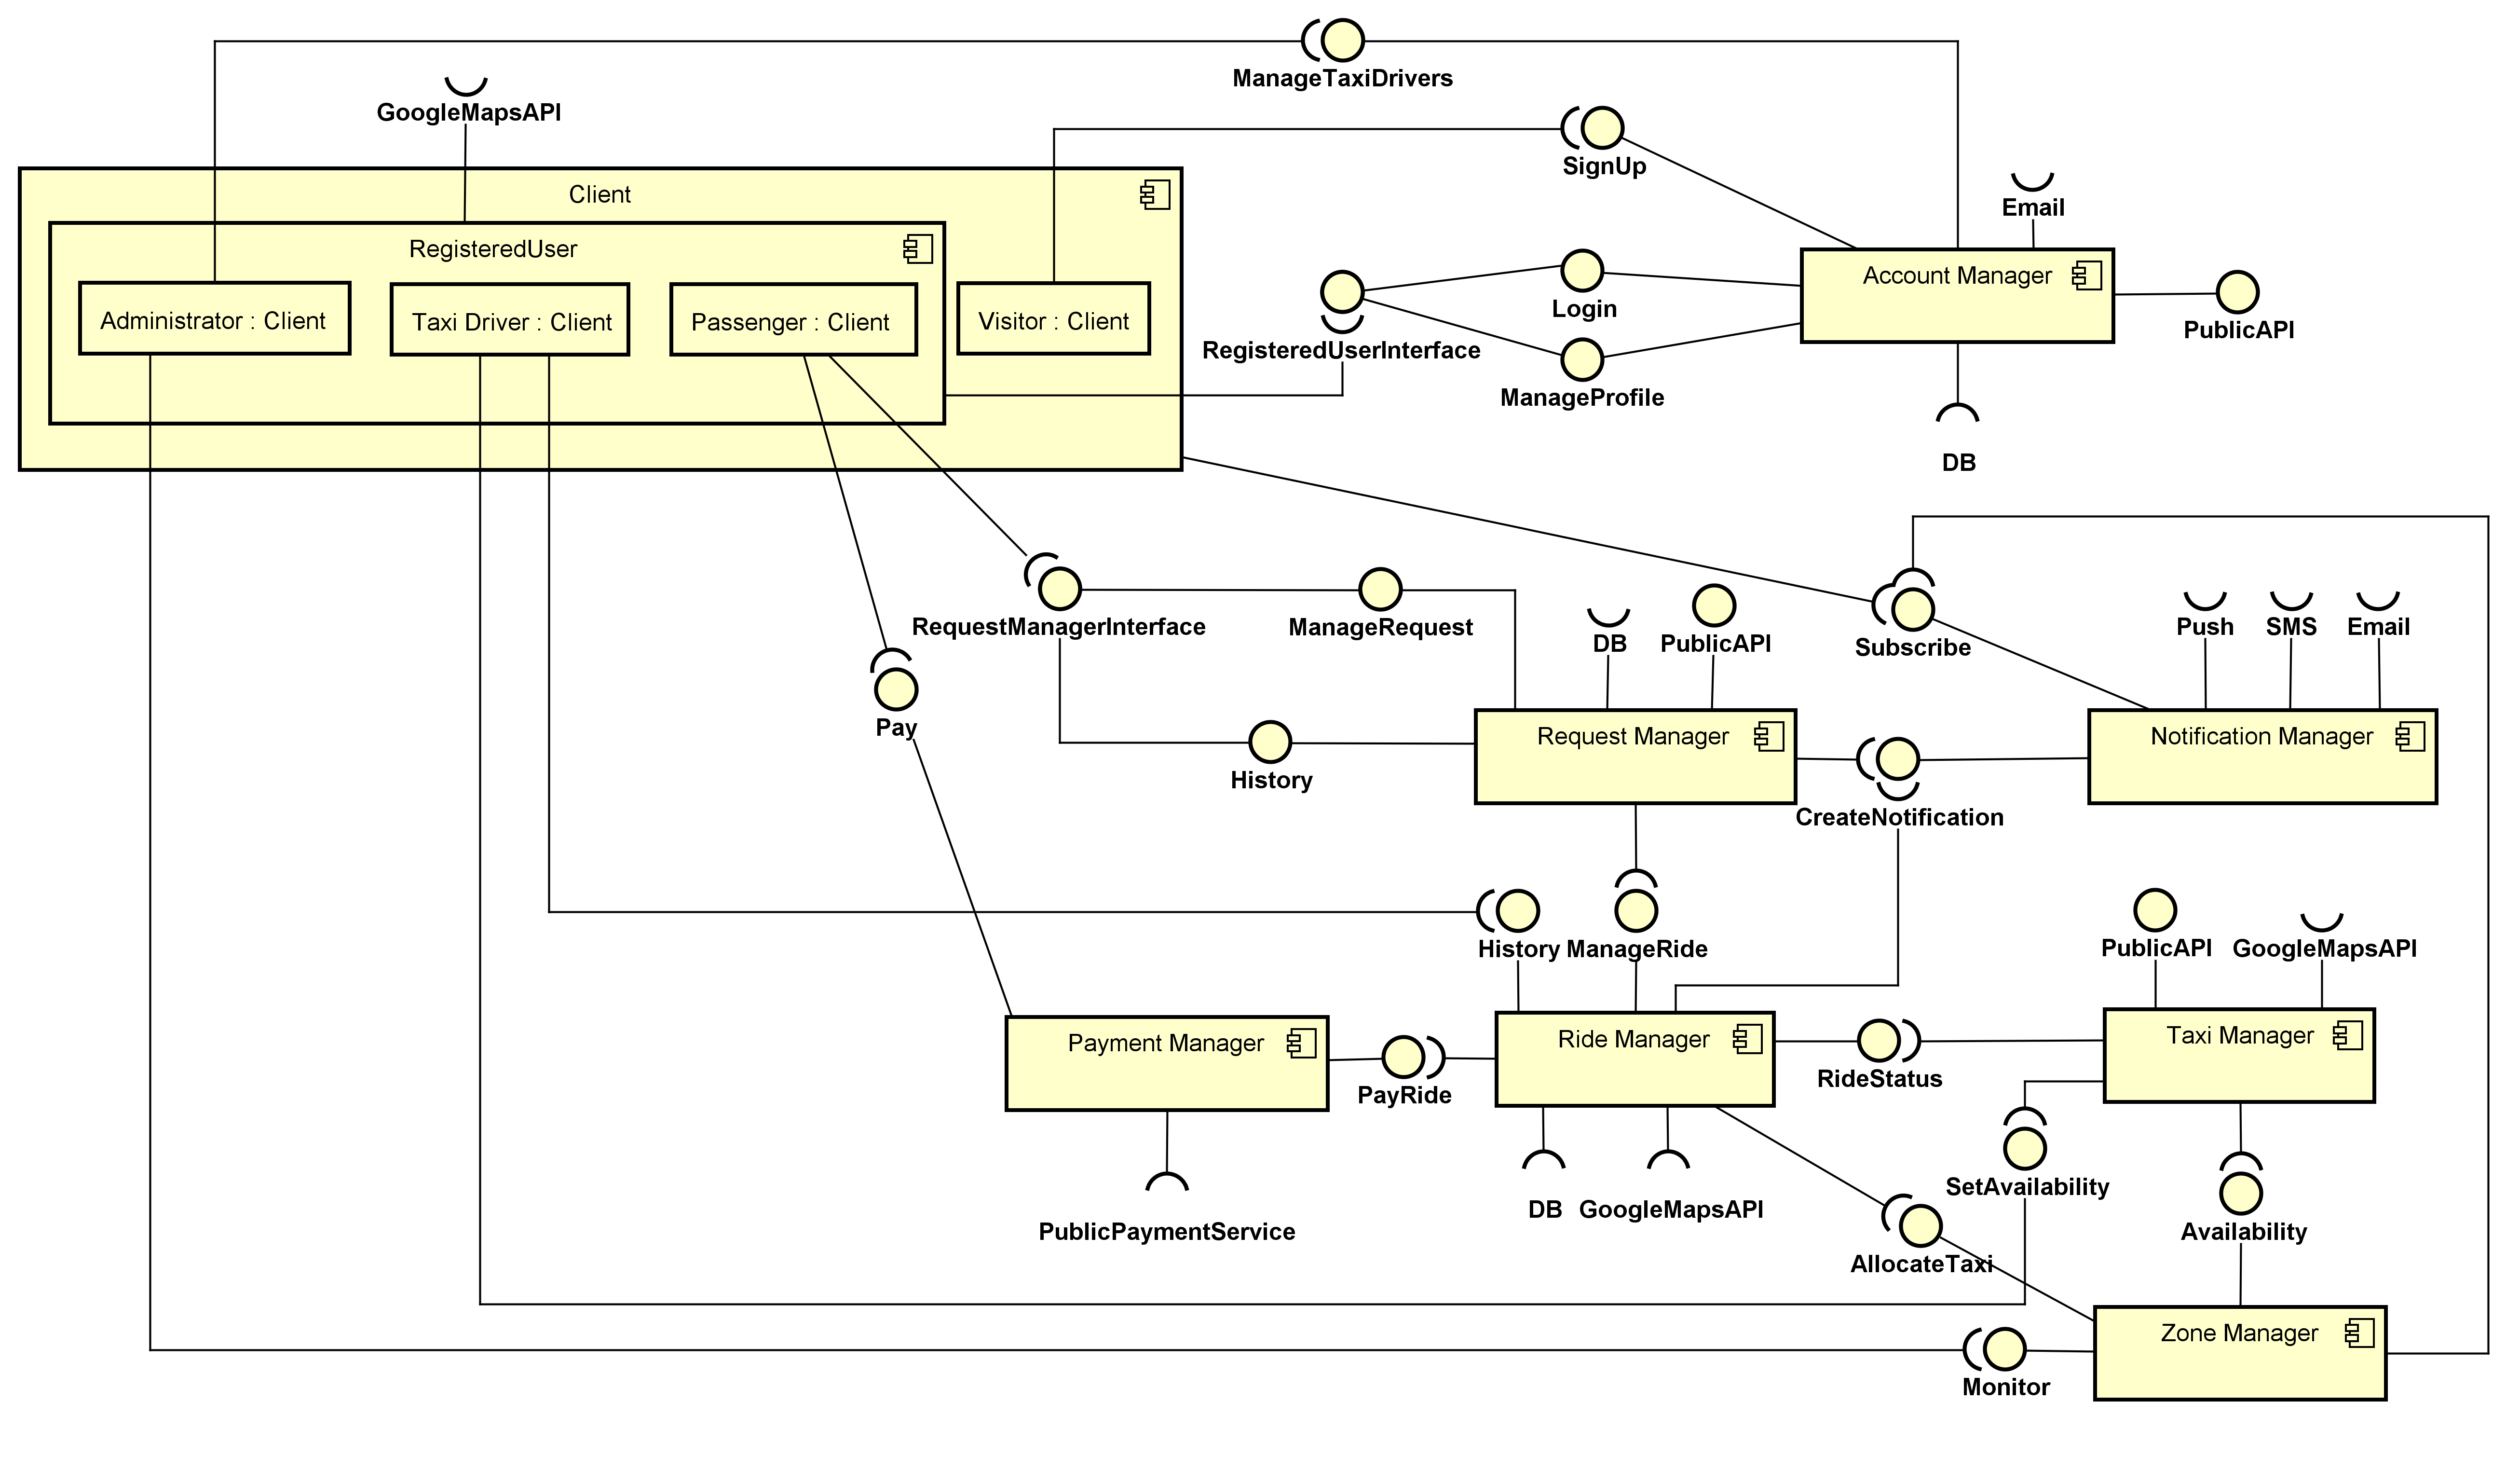 ManageTaxiDrivers
GoogleMapsAPI
SignUp
Client
Email
RegisteredUser
Account Manager
Login
Administrator : Client
Taxi Driver : Client
Passenger : Client
Visitor : Client
PublicAPI
RegisteredUserInterface
ManageProfile
DB
RequestManagerInterface
ManageRequest
DB
PublicAPI
Subscribe
Push
SMS
Email
Pay
Request Manager
Notification Manager
History
CreateNotification
History
ManageRide
PublicAPI
GoogleMapsAPI
Payment Manager
Ride Manager
Taxi Manager
PayRide
RideStatus
SetAvailability
DB
GoogleMapsAPI
PublicPaymentService
Availability
AllocateTaxi
Zone Manager
Monitor